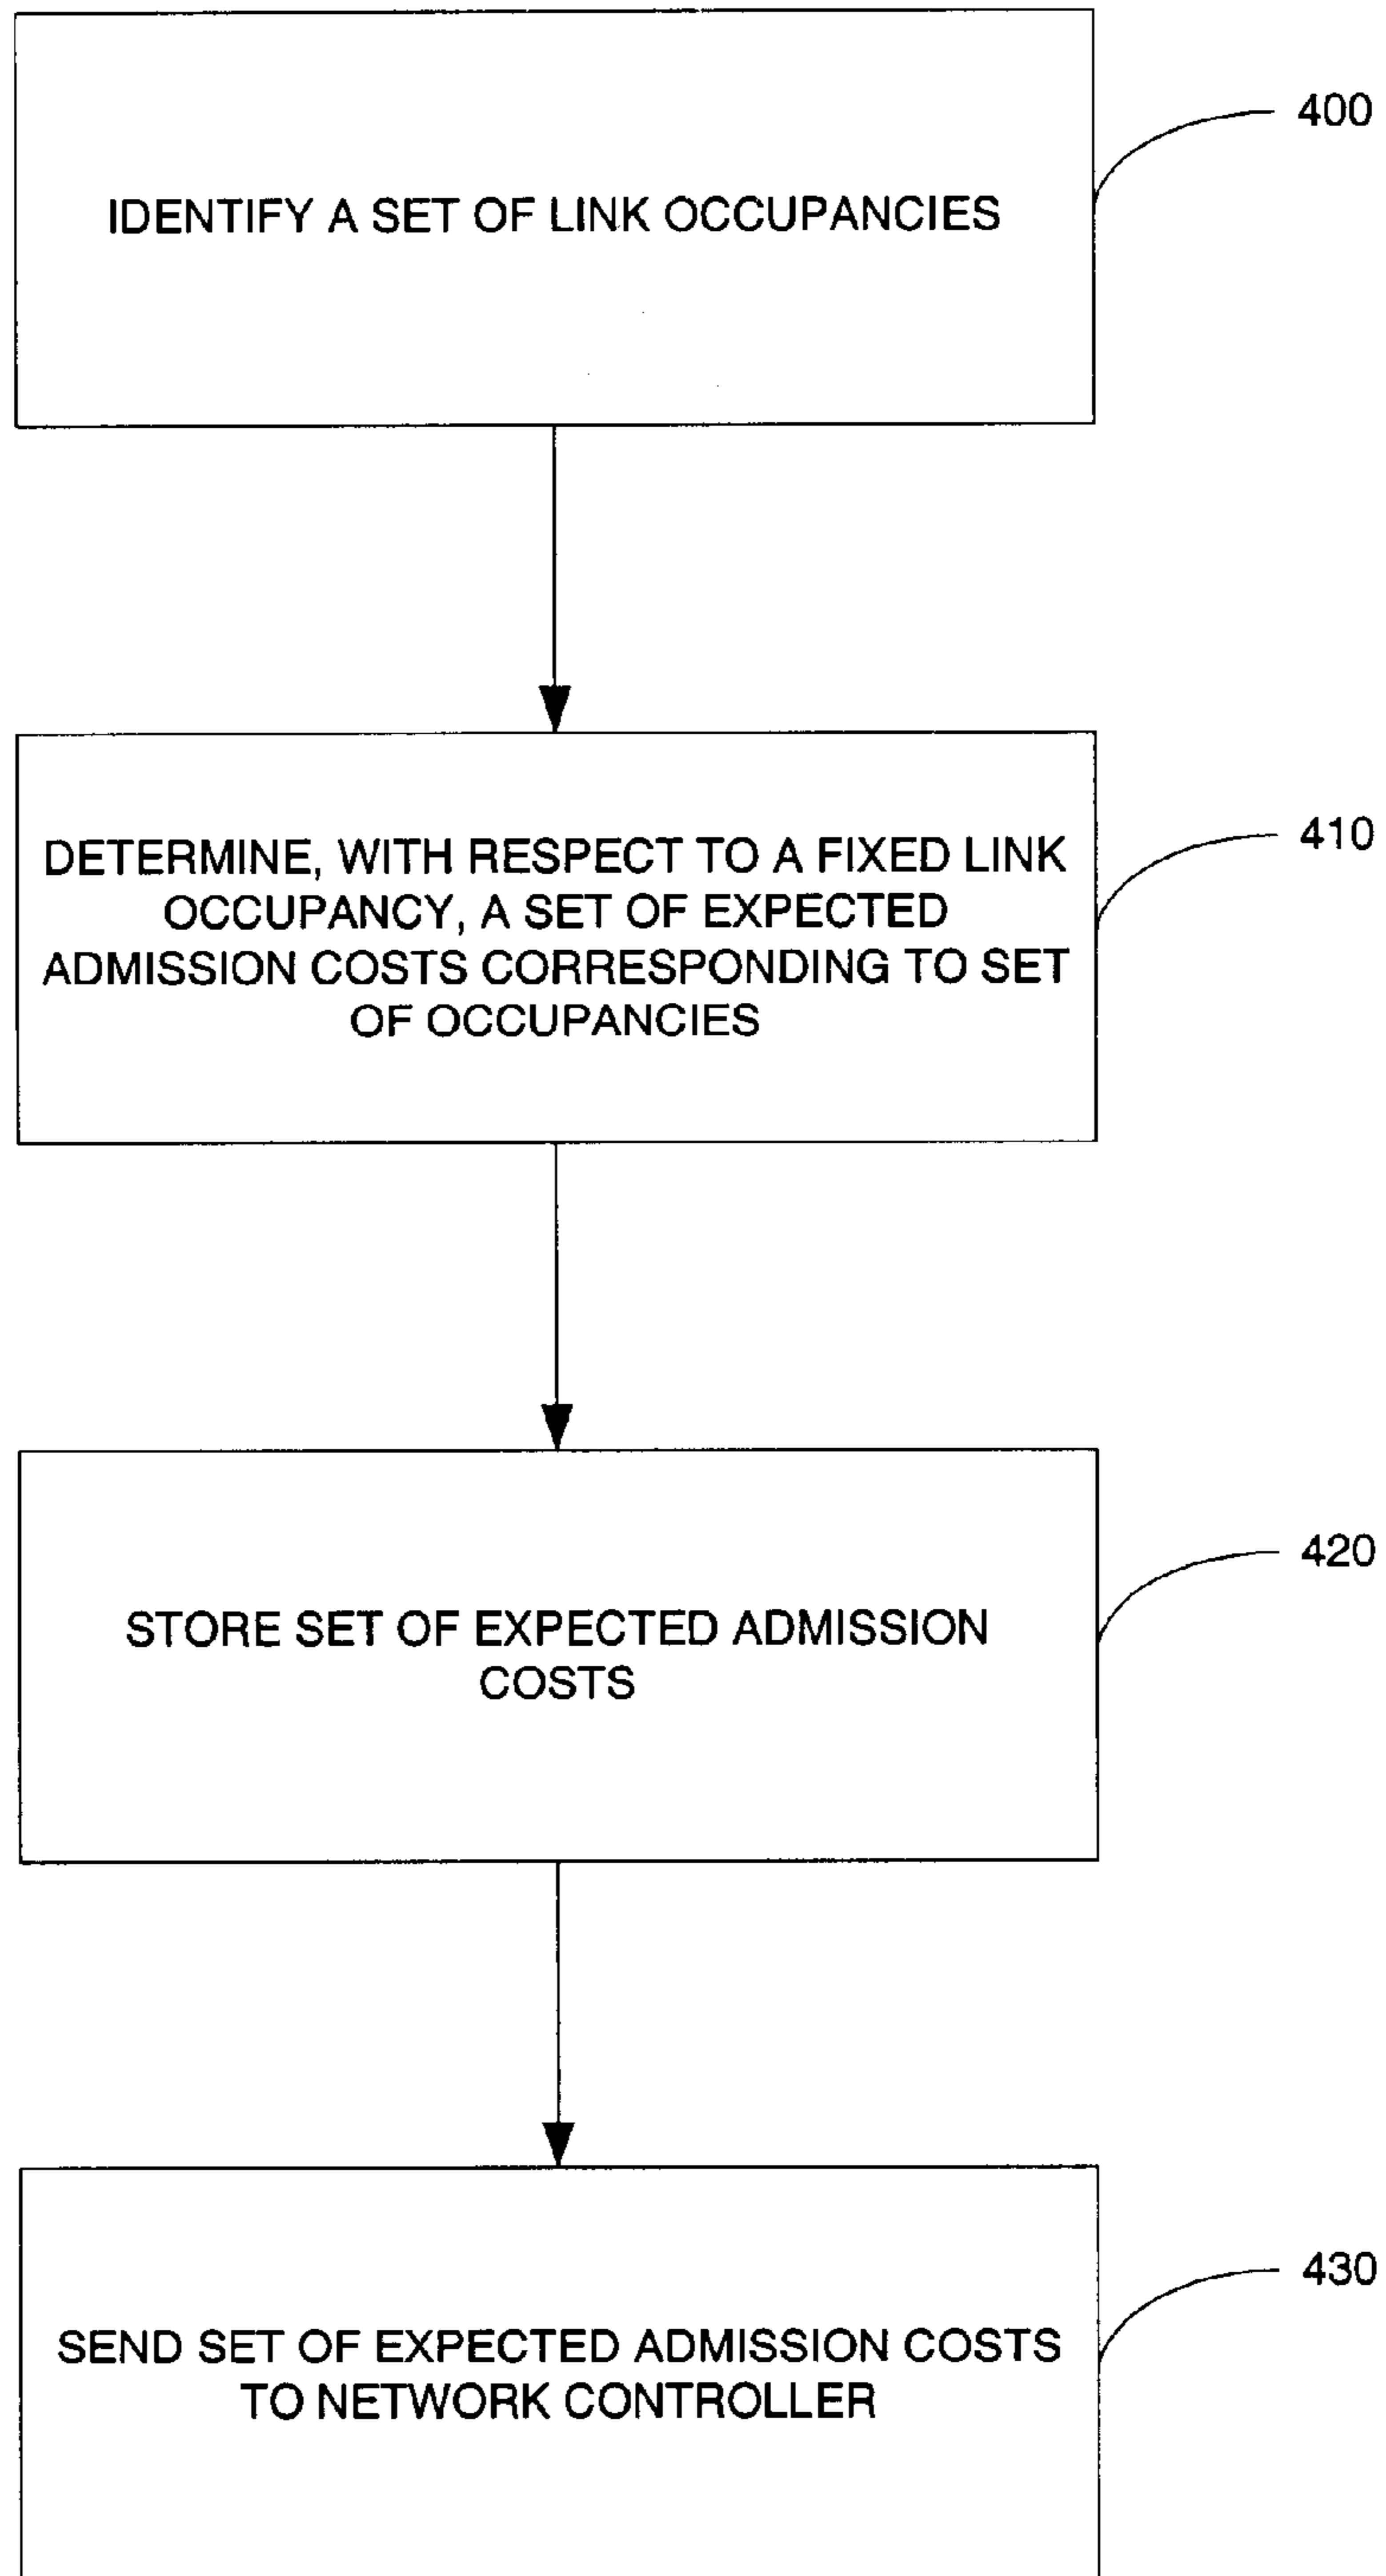 400
IDENTIFY A SET OF LINK OCCUPANCIES
410
DETERMINE, WITH RESPECT TO A FIXED LINK
OCCUPANCY, A SET OF EXPECTED
ADMISSION COSTS CORRESPONDING TO SET
OF OCCUPANCIES
420
STORE SET OF EXPECTED ADMISSION
COSTS
430
SEND SET OF EXPECTED ADMISSION COSTS
TO NETWORK CONTROLLER